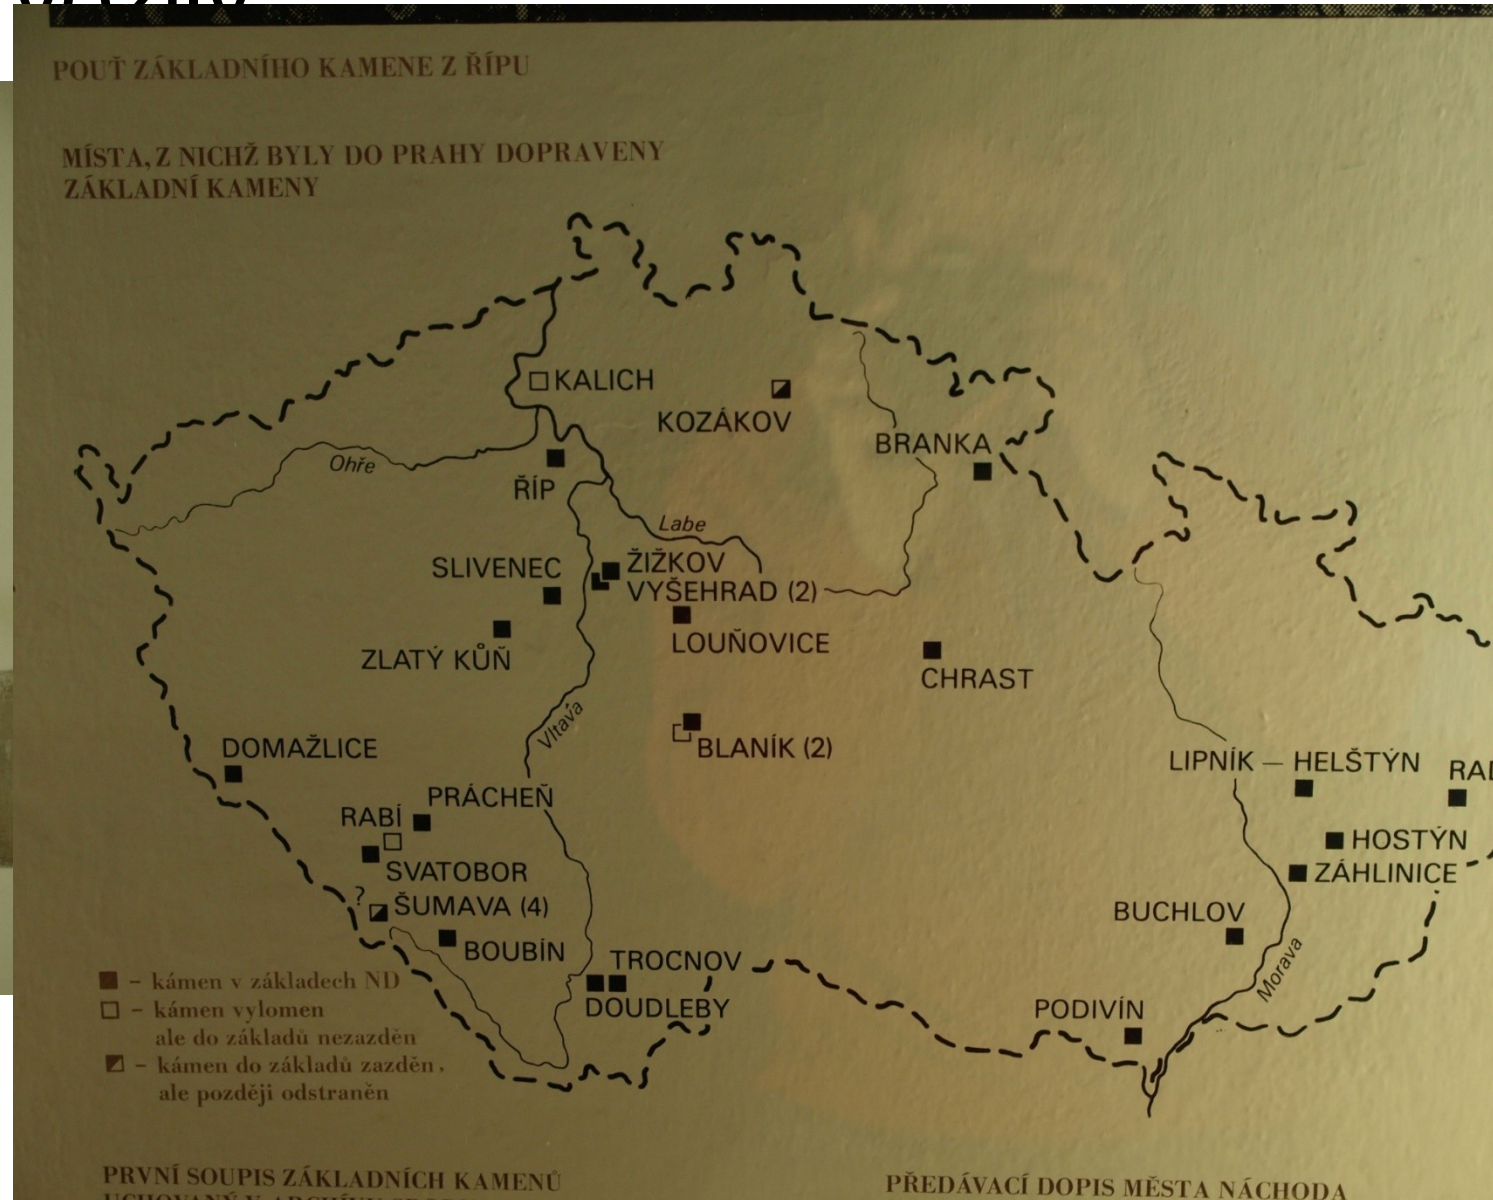 POUŤ ZÁKLADNÍHO KAMENE Z ŘÍPU
MÍSTA, Z NICHŽ BYLY DO PRAHY DOPRAVENY
ZÁKLADNÍ KAMENY
KALICH
KOZÁKOV
BRANKA
Ohře
ŘÍP
Labe
SLIVENEC
ŽIŽKOV
VYŠEHRAD (2)
LOUŇOVICE
ZLATÝ KŮŇ
CHRAST
Vltava
BLANÍK (2)
DOMAŽLICE
LIPNÍK — HELŠTÝN
PRÁCHEŇ
RABÍ
HOSTÝN
SVATOBOR
ZÁHLINICE
? ŠUMAVA (4)
BUCHLOV
BOUBÍN
TROCNOV
Morava
DOUDLEBY
PODIVÍN
– kámen v základech ND
– kámen vylomen
ale do základů nezazděn
– kámen do základů zazděn,
ale později odstraněn
PRVNÍ SOUPIS ZÁKLADNÍCH KAMENŮ
PŘEDÁVACÍ DOPIS MĚSTA NÁCHODA